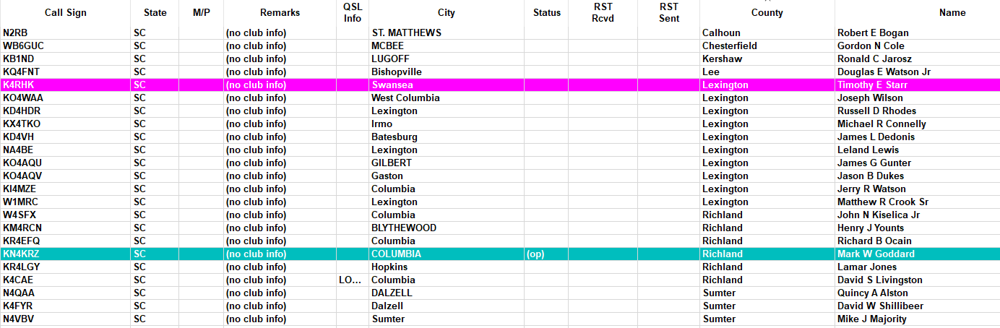 Call Sign State M/P Remarks QSL Info City Status RST Rcvd RST Sent County Name
N2RB SC (no club info) ST. MATTHEWS Calhoun Robert E Bogan
WB6GUC SC (no club info) MCBEE Chesterfield Gordon N Cole
KB1ND SC (no club info) LUGOFF Kershaw Ronald C Jarosz
KQ4FNT SC (no club info) Bishopville Lee Douglas E Watson Jr
K4RHK SC (no club info) Swansea Lexington Timothy E Starr
KO4WAA SC (no club info) West Columbia Lexington Joseph Wilson
KD4HDR SC (no club info) Lexington Lexington Russell D Rhodes
KX4TKO SC (no club info) Irmo Lexington Michael R Connelly
KD4VH SC (no club info) Batesburg Lexington James L Dedonis
NA4BE SC (no club info) Lexington Lexington Leland Lewis
KO4AQU SC (no club info) GILBERT Lexington James G Gunter
KO4AQV SC (no club info) Gaston Lexington Jason B Dukes
KI4MZE SC (no club info) Columbia Lexington Jerry R Watson
W1MRC SC (no club info) Lexington Lexington Matthew R Crook Sr
W4SFX SC (no club info) Columbia Richland John N Kiselica Jr
KM4RCN SC (no club info) BLYTHEWOOD Richland Henry J Younts
KR4EFQ SC (no club info) Columbia Richland Richard B Ocain
KN4KRZ SC (no club info) COLUMBIA (op) Richland Mark W Goddard
KR4LGY SC (no club info) Hopkins Richland Lamar Jones
K4CAE SC (no club info) LO... Columbia Richland David S Livingston
N4QAA SC (no club info) DALZELL Sumter Quincy A Alston
K4FYR SC (no club info) Dalzell Sumter David W Shillibeer
N4VBV SC (no club info) Sumter Sumter Mike J Majority